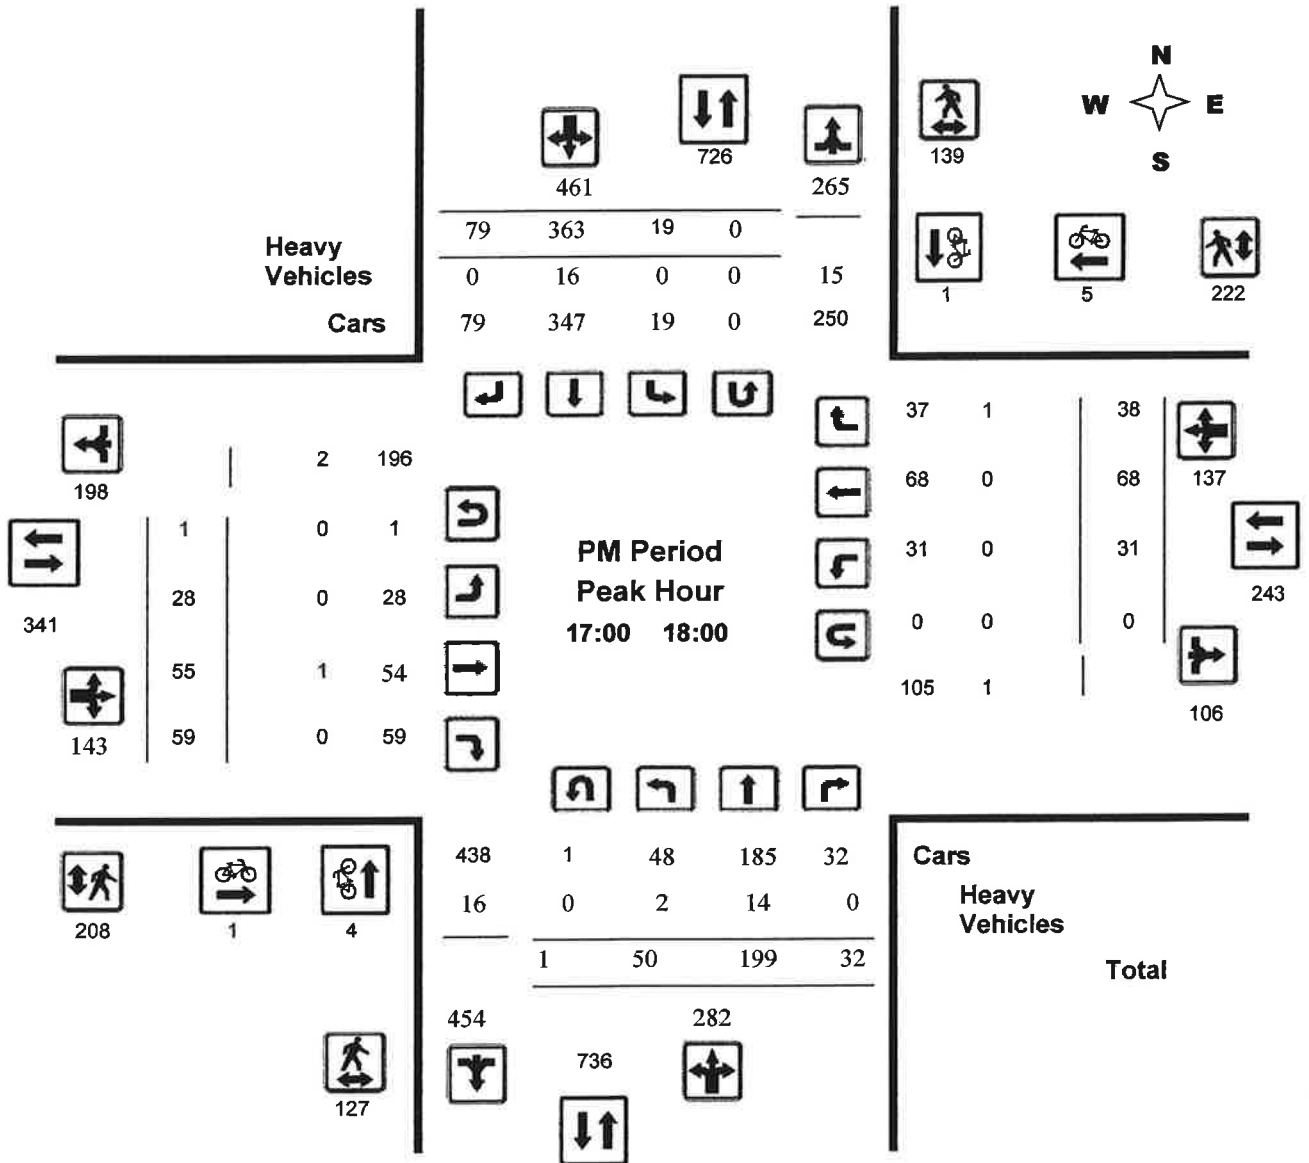 N
W E
S
726
139
461
265
79 363 19 0
Heavy
Vehicles
0 16 0 0 15
Cars
79 347 19 0 250
1 5 222
37 1 38
68 0 68
31 0 31
0 0 0
105 1
137
243
106
198
2 196
1 0 1
28 0 28
341
55 1 54
143
59 0 59
PM Period
Peak Hour
17:00 18:00
438 1 48 185 32
Cars
16 0 2 14 0
Heavy
Vehicles
1 50 199 32
Total
208 1 4
454 282
736
127